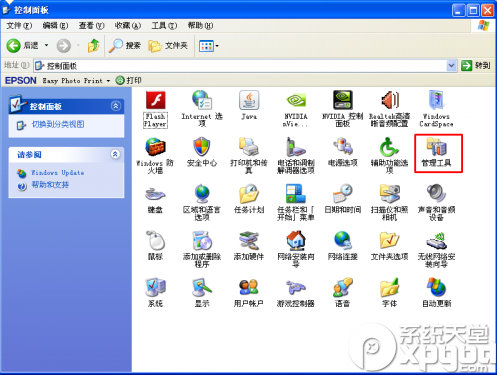 控制面板
文件(F) 编辑(E) 查看(V) 收藏(A) 工具(T) 帮助(H)
后退 搜索 文件夹
地址(D) 控制面板 转到
EPSON Easy Photo Print 打印
控制面板
切换到分类视图
请参阅
Windows Update
帮助和支持
Flash Player
Internet 选项
Java
NVIDIA nView...
NVIDIA 控制面板
Realtek高清晰音频配置
Windows CardSpace
Windows 防火墙
安全中心
打印机和传真
电话和调制解调器选项
电源选项
辅助功能选项
管理工具
键盘
区域和语言选项
任务计划
任务栏和「开始」菜单
日期和时间
扫描仪和照相机
声音和音频设备
鼠标
添加或删除程序
添加硬件
网络安装向导
网络连接
文件夹选项
无线网络安装向导
系统
显示
用户帐户
游戏控制器
语音
字体
自动更新
系统天堂
xpgod.com